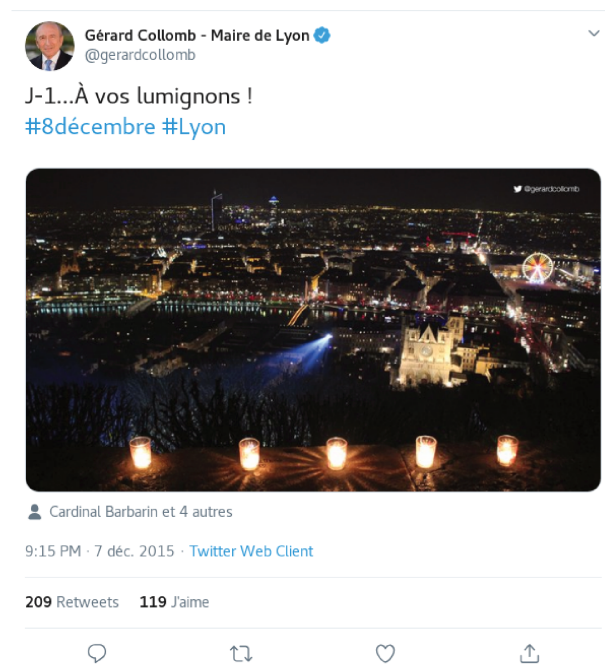 Gérard Collomb - Maire de Lyon
@gerardcollomb
J-1...À vos lumignons !
#8décembre #Lyon
@gerardcollomb
Cardinal Barbarin et 4 autres
9:15 PM · 7 déc. 2015 · Twitter Web Client
209 Retweets 119 J'aime